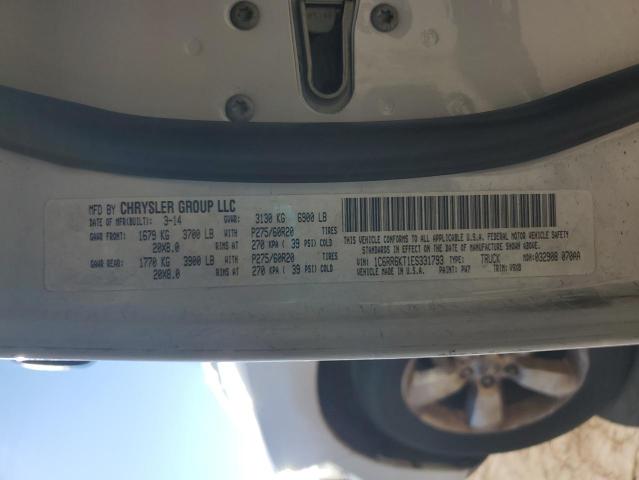 MFD BY CHRYSLER GROUP LLC
DATE OF MFR(BUILT): 3-14 GVWR: 3130 KG 6900 LB
GAWR FRONT: 1679 KG 3700 LB WITH P275/60R20 TIRES
20X8.0 RIMS AT 270 KPA ( 39 PSI) COLD
GAWR REAR: 1770 KG 3900 LB WITH P275/60R20 TIRES
20X8.0 RIMS AT 270 KPA ( 39 PSI) COLD
THIS VEHICLE CONFORMS TO ALL APPLICABLE U.S.A. FEDERAL MOTOR VEHICLE SAFETY
STANDARDS IN EFFECT ON THE DATE OF MANUFACTURE SHOWN ABOVE.
VIN: 1C6RR6KT1ES331793 TYPE: TRUCK MDH: 032908 070AA
VEHICLE MADE IN U.S.A. PAINT: PW7 TRIM: V9X8